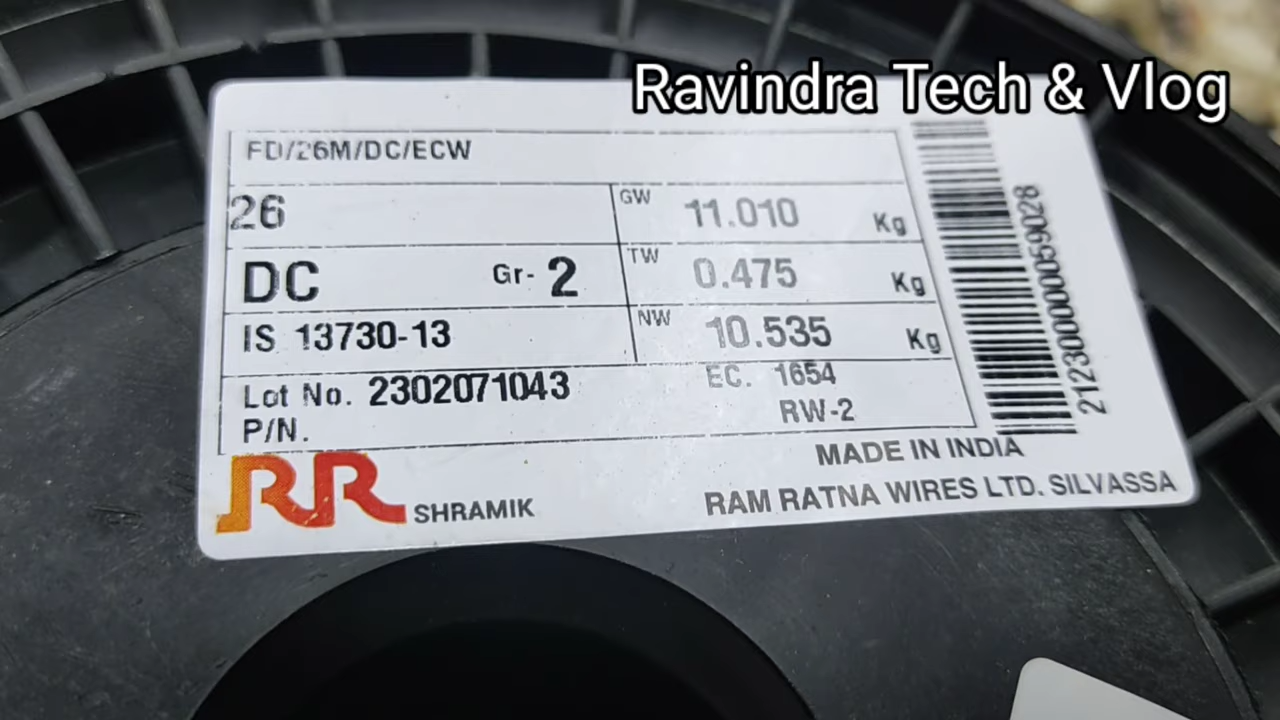 Ravindra Tech & Vlog
FD/26M/DC/ECW
26
GW 11.010 Kg
DC Gr- 2
TW 0.475 Kg
IS 13730-13
NW 10.535 Kg
Lot No. 2302071043
EC. 1654
P/N.
RW-2
2123000000059028
RR SHRAMIK
MADE IN INDIA
RAM RATNA WIRES LTD. SILVASSA